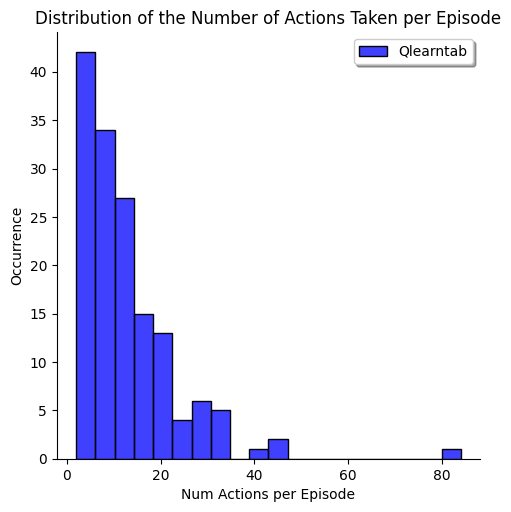 Distribution of the Number of Actions Taken per Episode
Qlearntab
40
35
30
25
20
15
10
5
0
Occurrence
0 20 40 60 80
Num Actions per Episode